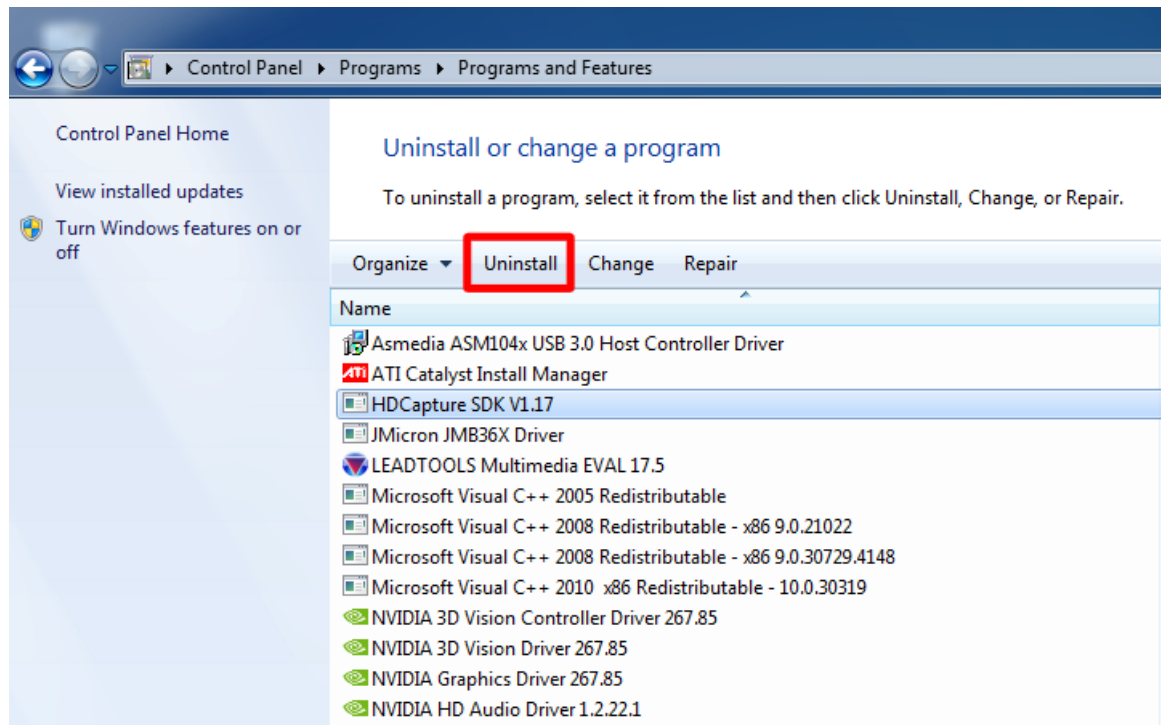 Control Panel Programs Programs and Features
Control Panel Home
View installed updates
Turn Windows features on or
off
Uninstall or change a program
To uninstall a program, select it from the list and then click Uninstall, Change, or Repair.
Organize Uninstall Change Repair
Name
Asmedia ASM104x USB 3.0 Host Controller Driver
ATI ATI Catalyst Install Manager
HDCapture SDK V1.17
JMicron JMB36X Driver
LEADTOOLS Multimedia EVAL 17.5
Microsoft Visual C++ 2005 Redistributable
Microsoft Visual C++ 2008 Redistributable - x86 9.0.21022
Microsoft Visual C++ 2008 Redistributable - x86 9.0.30729.4148
Microsoft Visual C++ 2010  x86 Redistributable - 10.0.30319
NVIDIA 3D Vision Controller Driver 267.85
NVIDIA 3D Vision Driver 267.85
NVIDIA Graphics Driver 267.85
NVIDIA HD Audio Driver 1.2.22.1